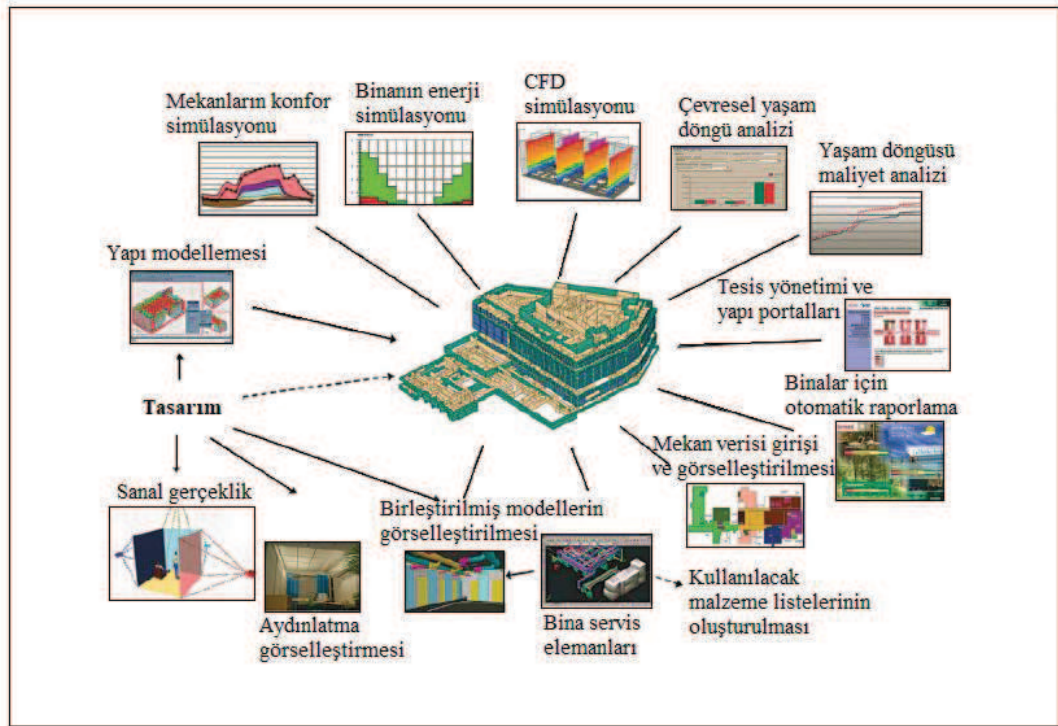 Mekanların konfor
simülasyonu
Binanın enerji
simülasyonu
CFD
simülasyonu
Çevresel yaşam
döngü analizi
Yaşam döngüsü
maliyet analizi
Yapı modellemesi
Tesis yönetimi ve
yapı portalları
Tasarım
Binalar için
otomatik raporlama
Mekan verisi girişi
ve görselleştirilmesi
Sanal gerçeklik
Birleştirilmiş modellerin
görselleştirilmesi
Aydınlatma
görselleştirmesi
Bina servis
elemanları
Kullanılacak
malzeme listelerinin
oluşturulması